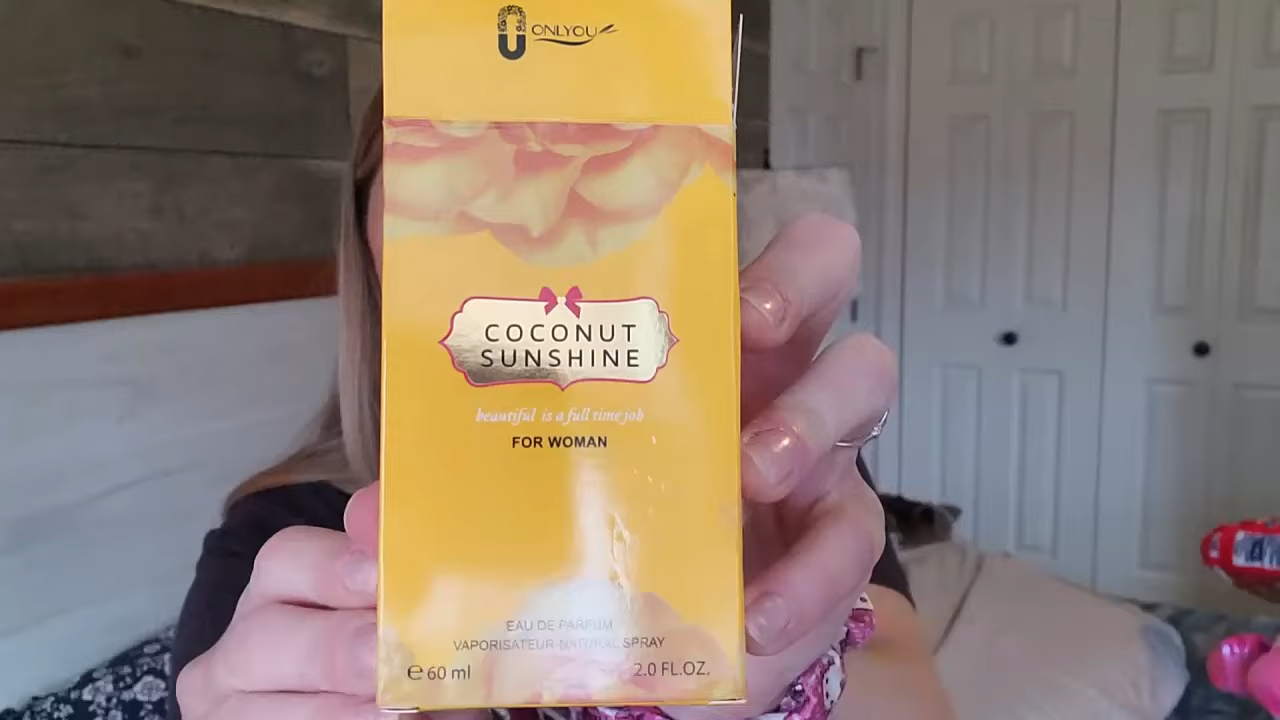 ONLYOU
COCONUT
SUNSHINE
beautiful is a full time job
FOR WOMAN
EAU DE PARFUM
VAPORISATEUR-NATURAL SPRAY
℮ 60 ml 2.0 FL.OZ.